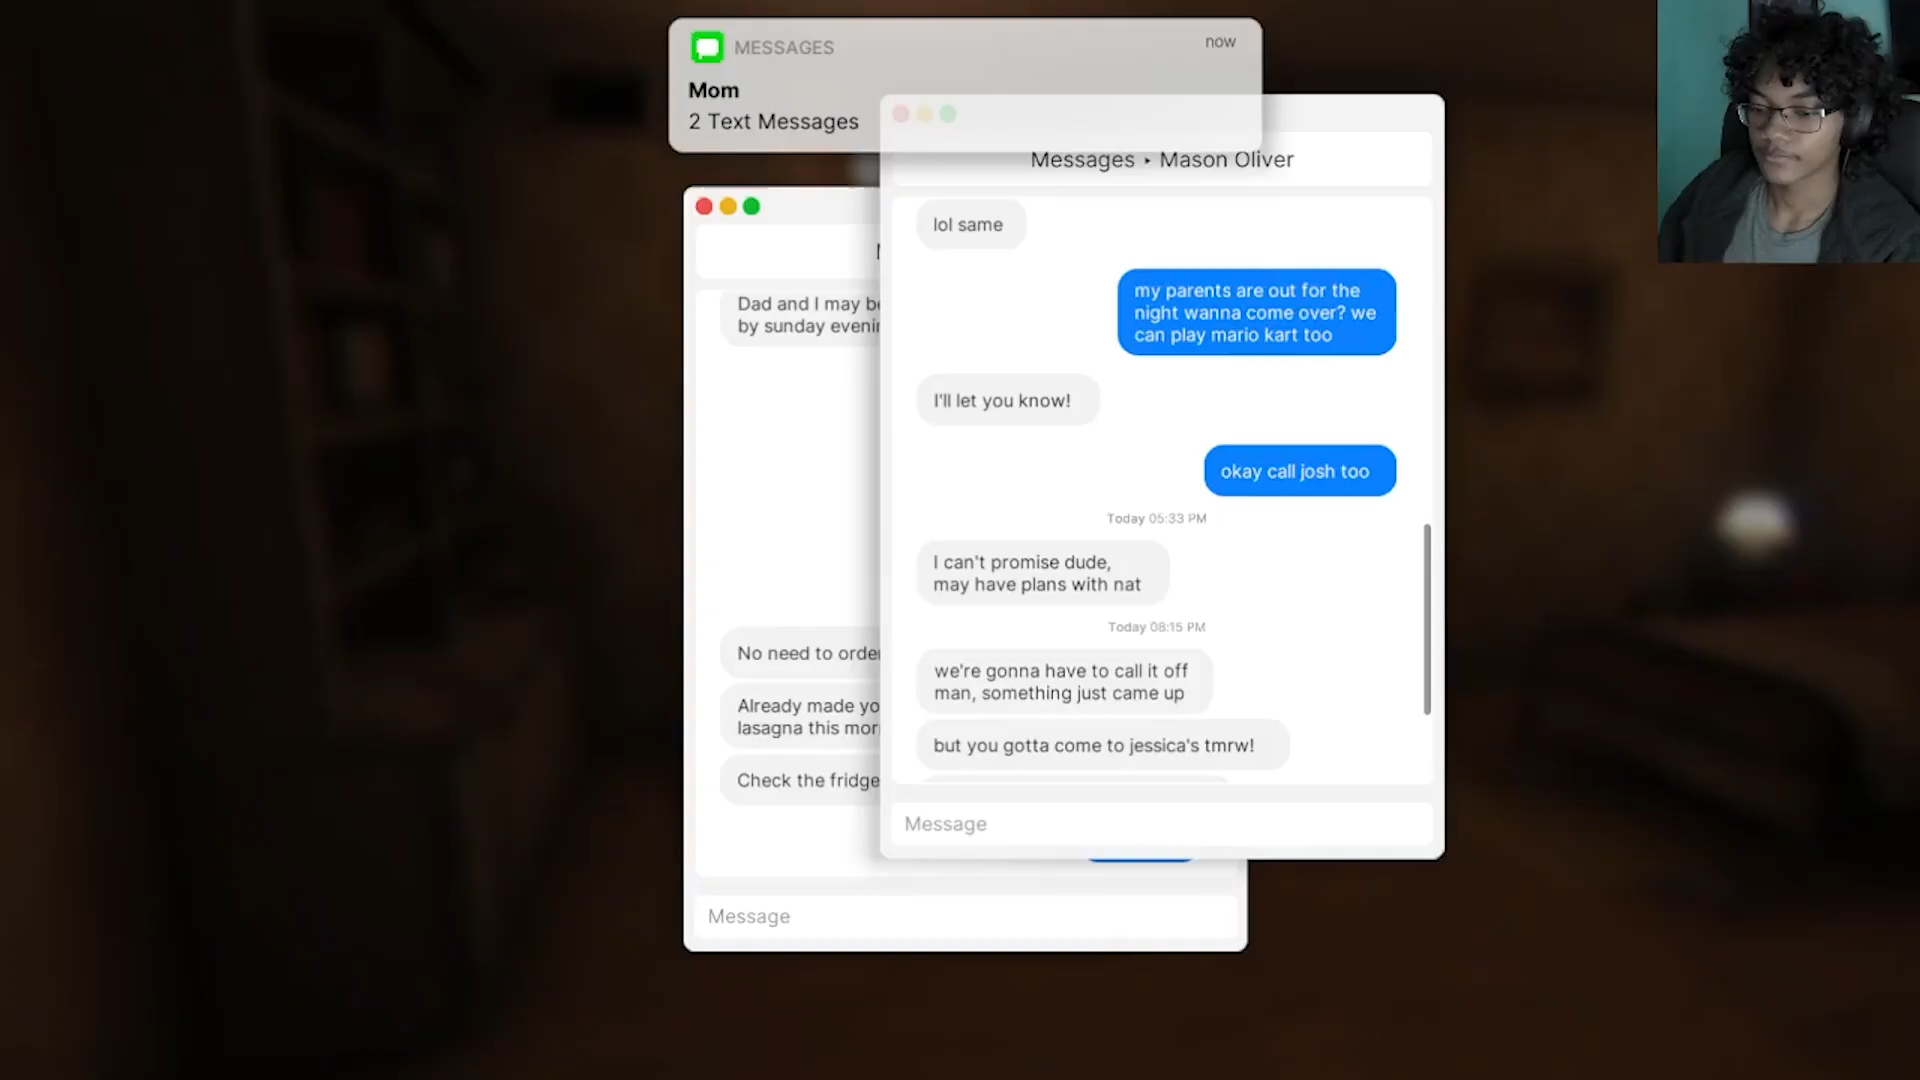 MESSAGES
now
Mom
2 Text Messages
Messages ‣ Mason Oliver
lol same
my parents are out for the
night wanna come over? we
can play mario kart too
I'll let you know!
okay call josh too
Today 05:33 PM
I can't promise dude,
may have plans with nat
Today 08:15 PM
we're gonna have to call it off
man, something just came up
but you gotta come to jessica's tmrw!
Message
Dad and I may
by sunday
No need to
Already made
lasagna this
Check the fridge
Message